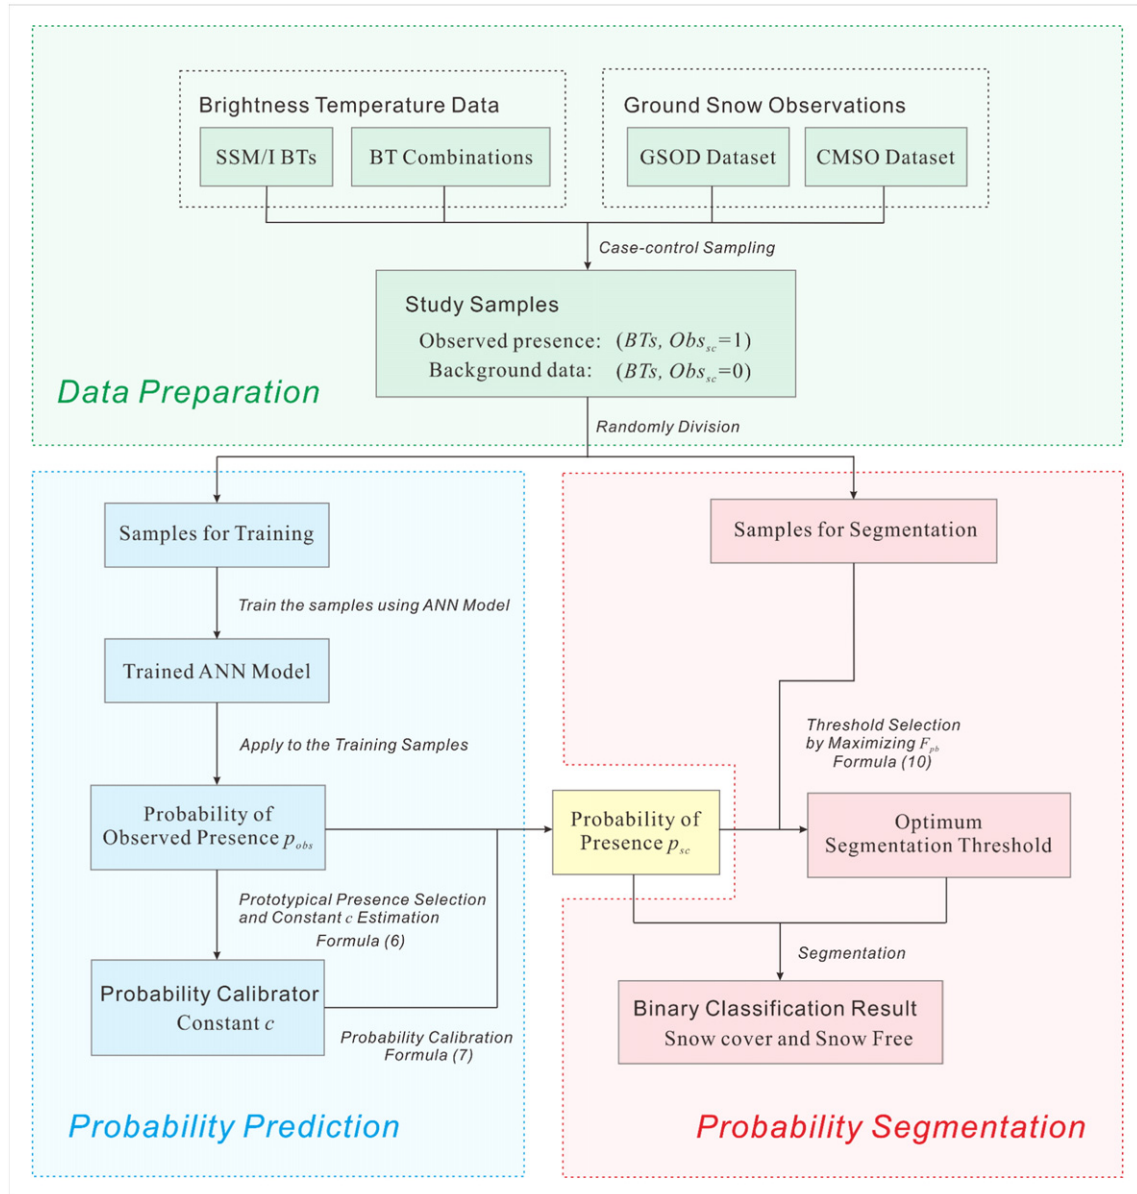 Brightness Temperature Data
SSM/I BTs
BT Combinations
Ground Snow Observations
GSOD Dataset
CMSO Dataset
Case-control Sampling
Study Samples
Observed presence: (BTs, Obs_sc=1)
Background data: (BTs, Obs_sc=0)
Data Preparation
Randomly Division
Samples for Training
Train the samples using ANN Model
Trained ANN Model
Apply to the Training Samples
Probability of
Observed Presence p_obs
Prototypical Presence Selection
and Constant c Estimation
Formula (6)
Probability Calibrator
Constant c
Probability Calibration
Formula (7)
Probability Prediction
Probability of
Presence p_sc
Samples for Segmentation
Threshold Selection
by Maximizing F_pb
Formula (10)
Optimum
Segmentation Threshold
Segmentation
Binary Classification Result
Snow cover and Snow Free
Probability Segmentation